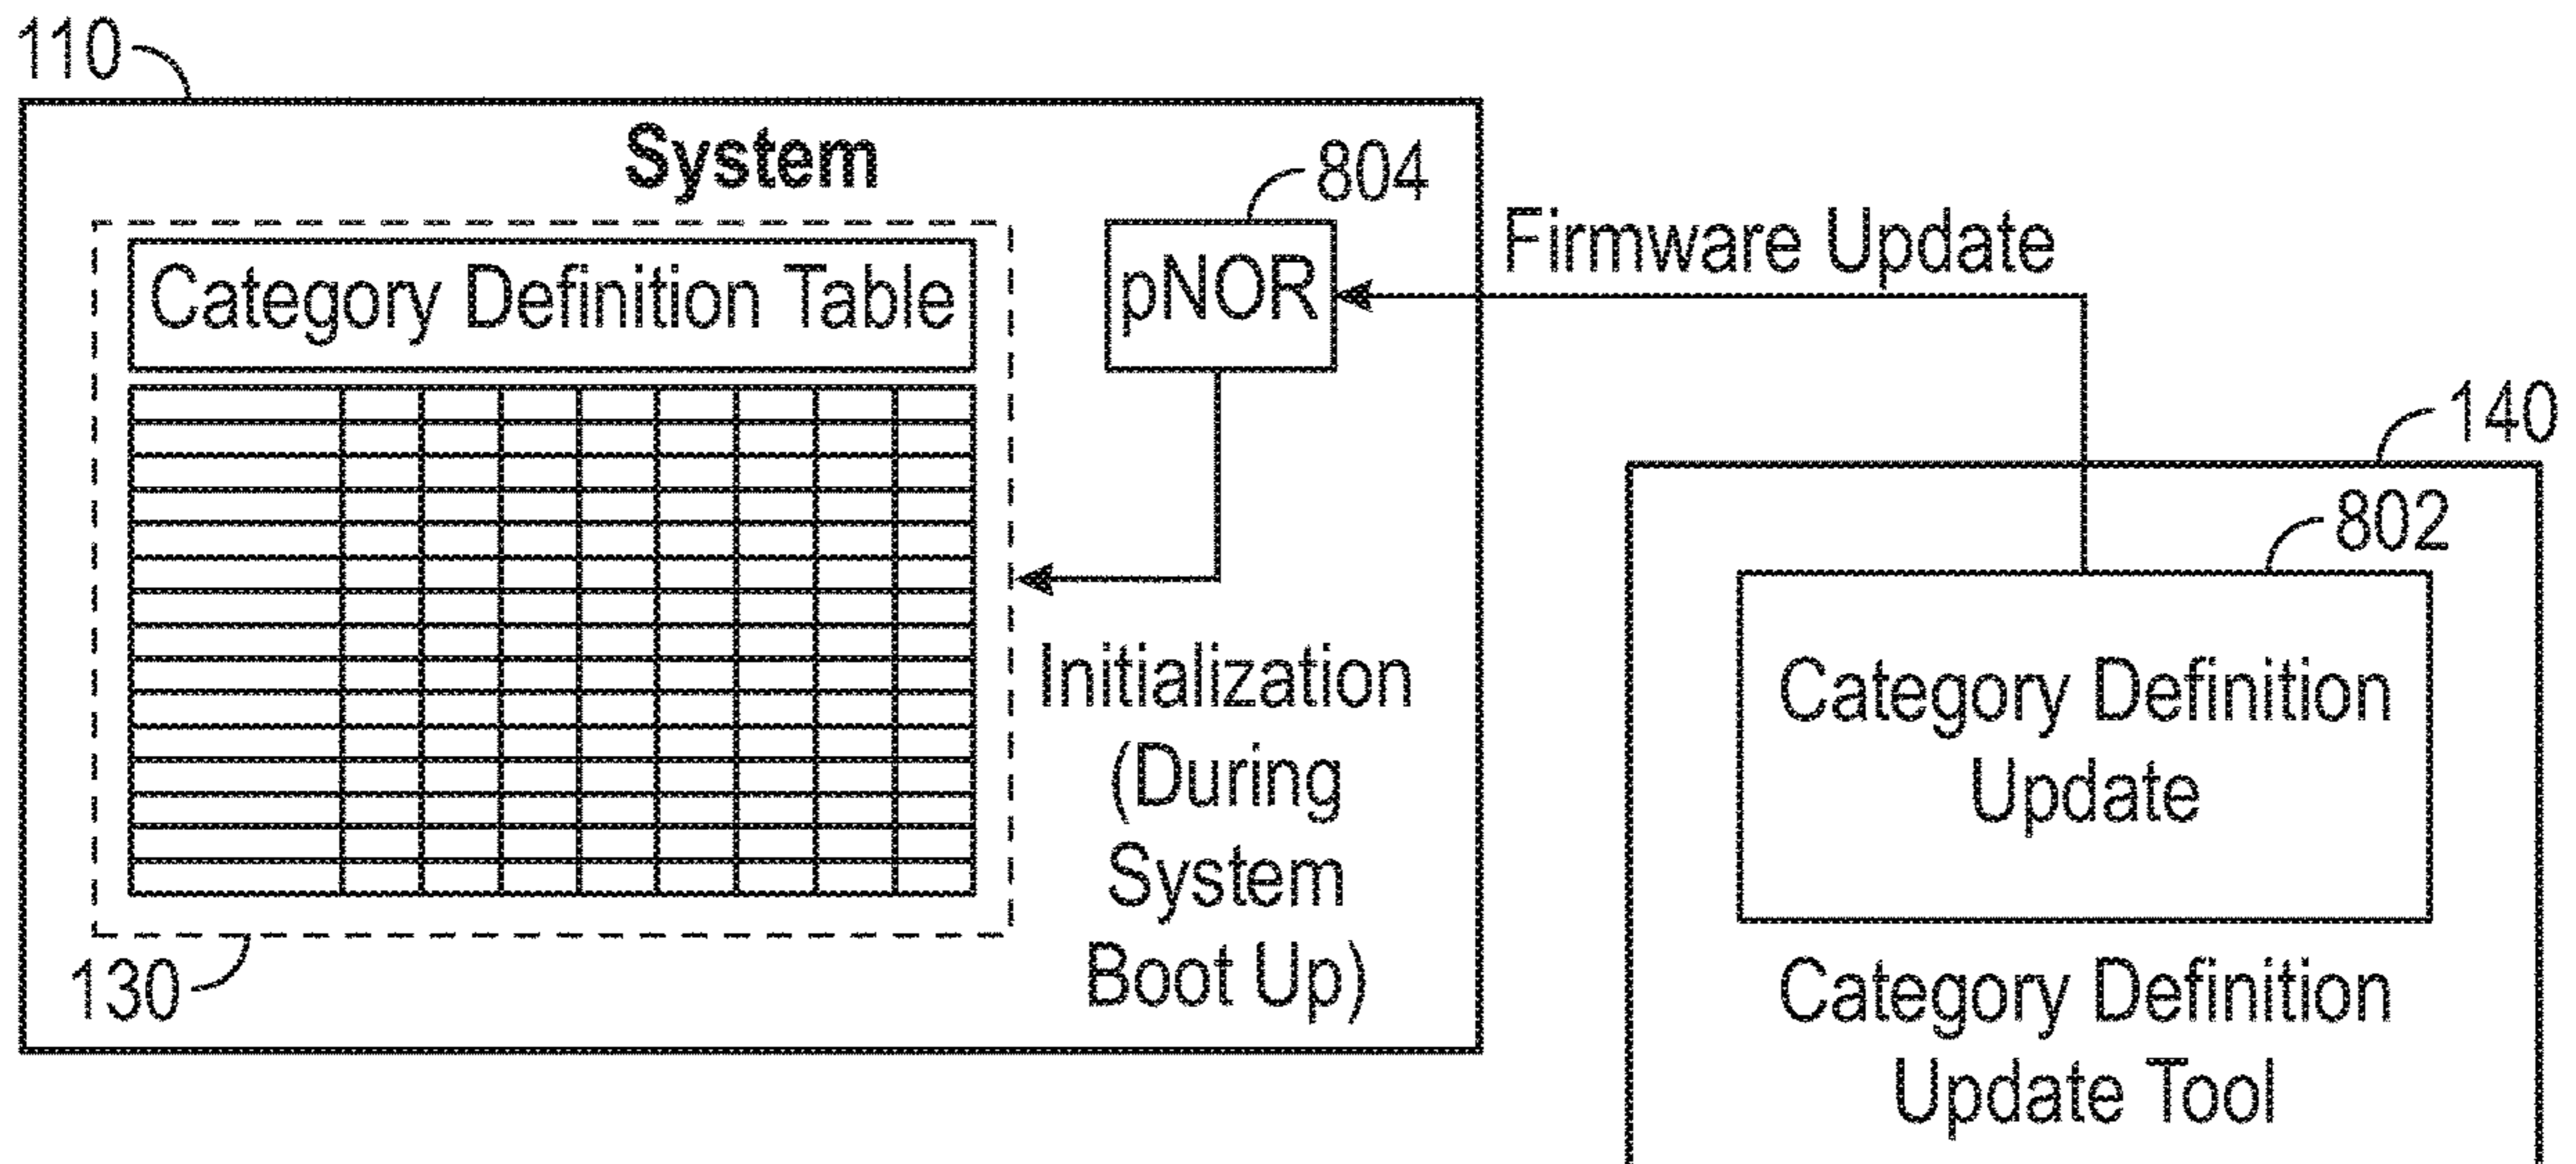 110
System
804
Category Definition Table
pNOR
Firmware Update
140
802
Initialization
(During
System
Boot Up)
130
Category Definition
Update
Category Definition
Update Tool